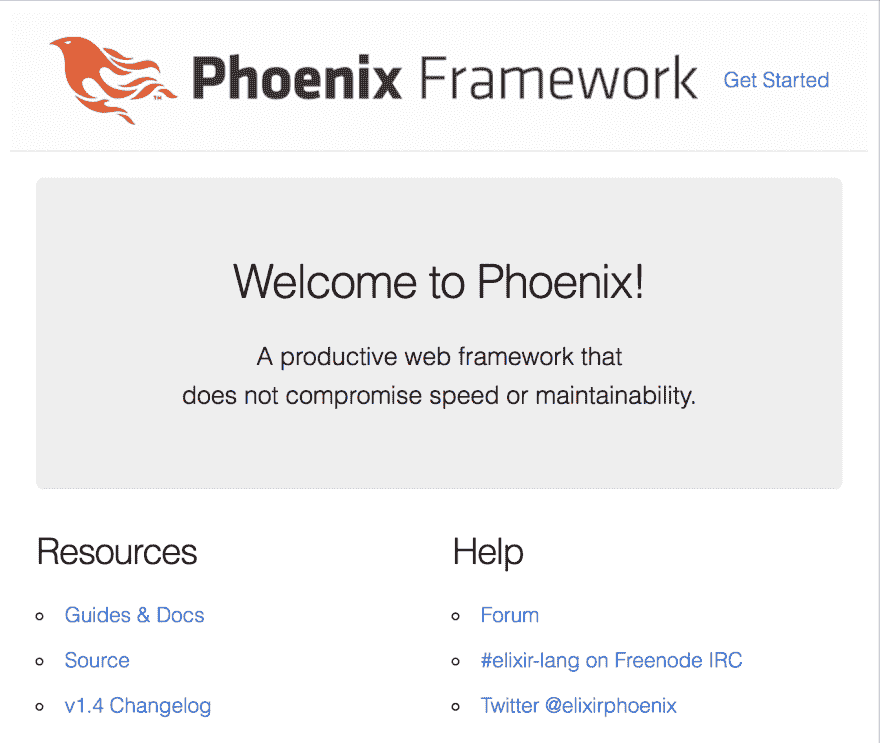 Phoenix Framework
Get Started
Welcome to Phoenix!
A productive web framework that
does not compromise speed or maintainability.
Resources
Guides & Docs
Source
v1.4 Changelog
Help
Forum
#elixir-lang on Freenode IRC
Twitter @elixirphoenix